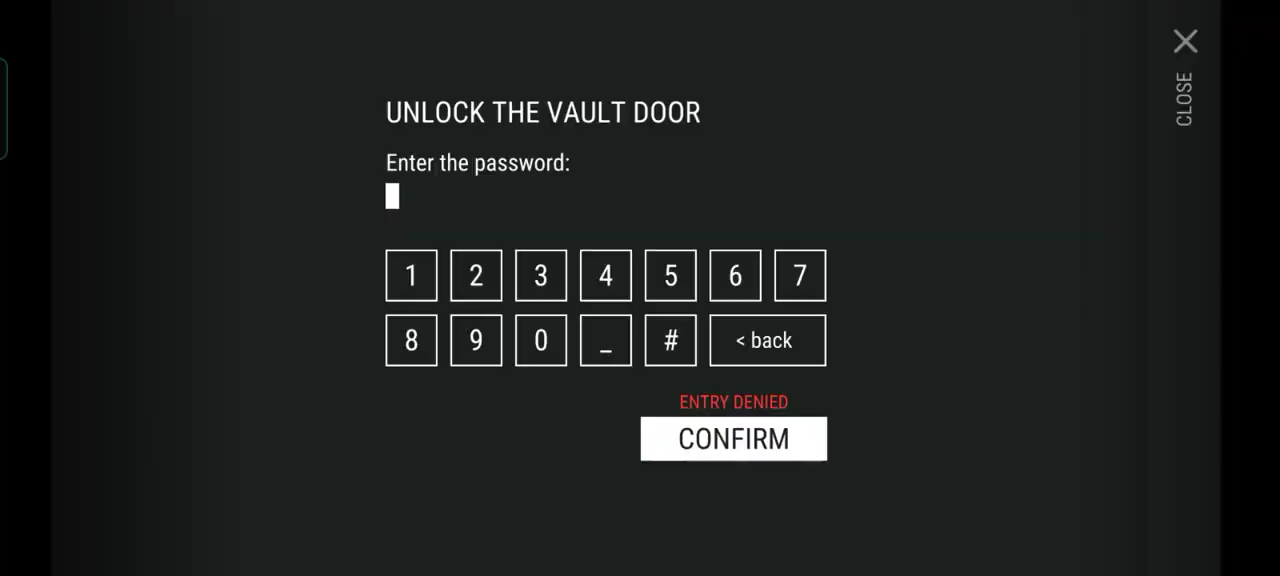 CLOSE
UNLOCK THE VAULT DOOR
Enter the password:
1 2 3 4 5 6 7
8 9 0 _ # < back
ENTRY DENIED
CONFIRM